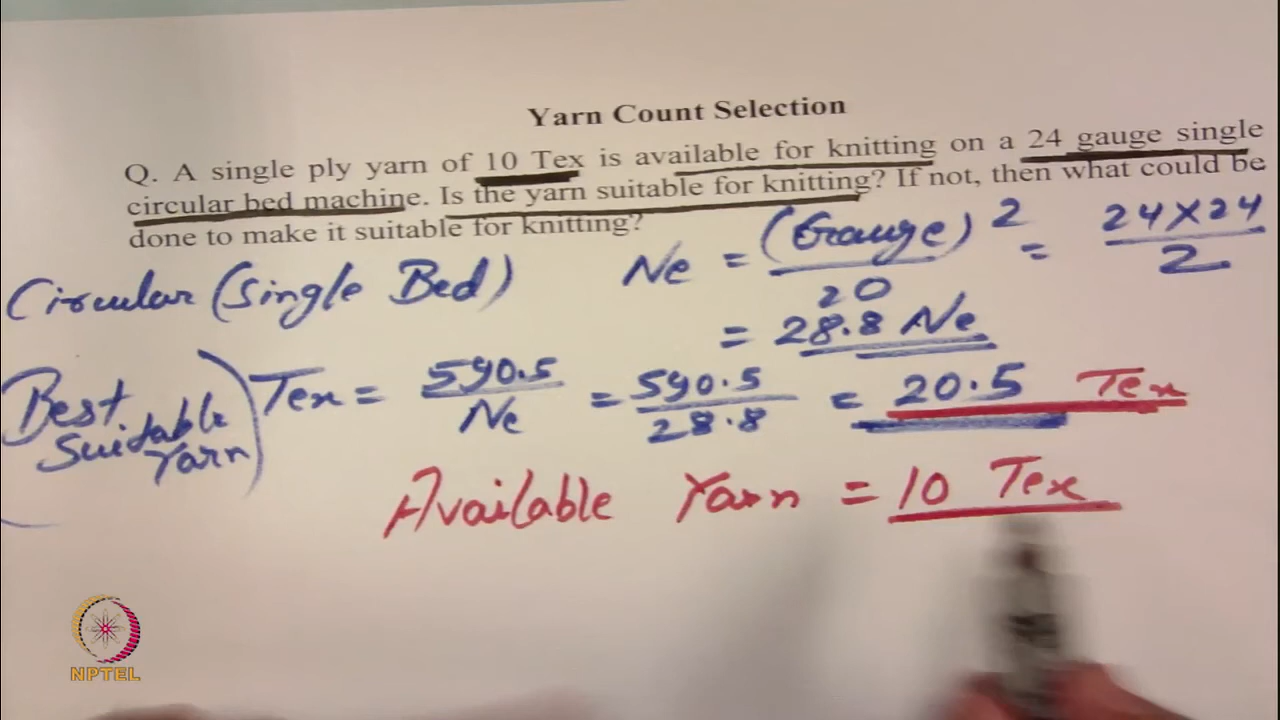 Yarn Count Selection
Q. A single ply yarn of 10 Tex is available for knitting on a 24 gauge single
circular bed machine. Is the yarn suitable for knitting? If not, then what could be
done to make it suitable for knitting?
Circular (Single Bed)
Ne = (Gauge)² / 20 = 24 X 24 / 2
= 28.8 Ne
Best Suitable Yarn) Tex = 590.5 / Ne = 590.5 / 28.8 = 20.5 Tex
Available Yarn = 10 Tex
NPTEL